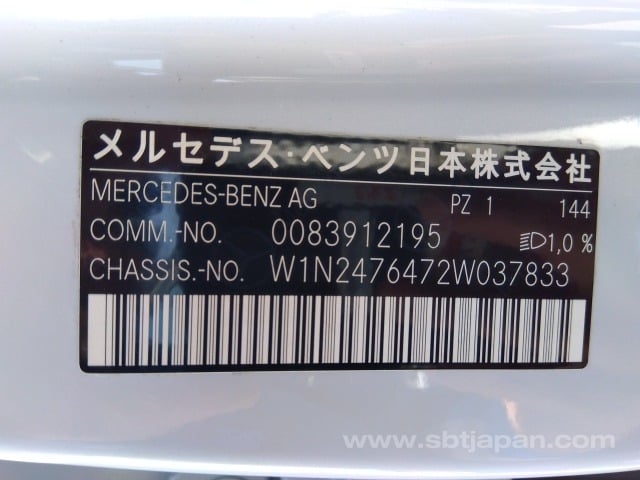 メルセデス・ベンツ日本株式会社
MERCEDES-BENZ AG PZ 1 144
COMM.-NO. 0083912195 1,0 %
CHASSIS.-NO. W1N2476472W037833
www.sbtjapan.com